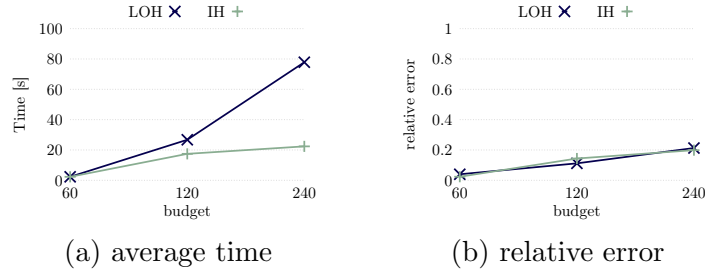 LOH IH
100
80
60
40
20
0
Time [s]
60 120 240
budget
(a) average time
LOH IH
1
0.8
0.6
0.4
0.2
0
relative error
60 120 240
budget
(b) relative error